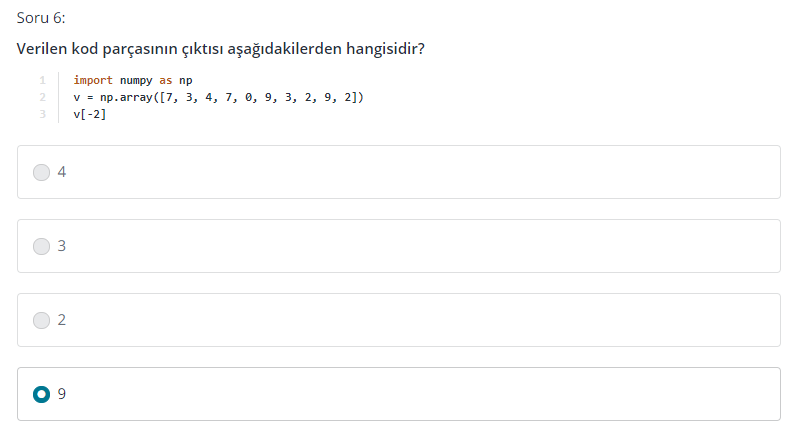 Soru 6:
Verilen kod parçasının çıktısı aşağıdakilerden hangisidir?
1 import numpy as np
2 v = np.array([7, 3, 4, 7, 0, 9, 3, 2, 9, 2])
3 v[-2]
4
3
2
9